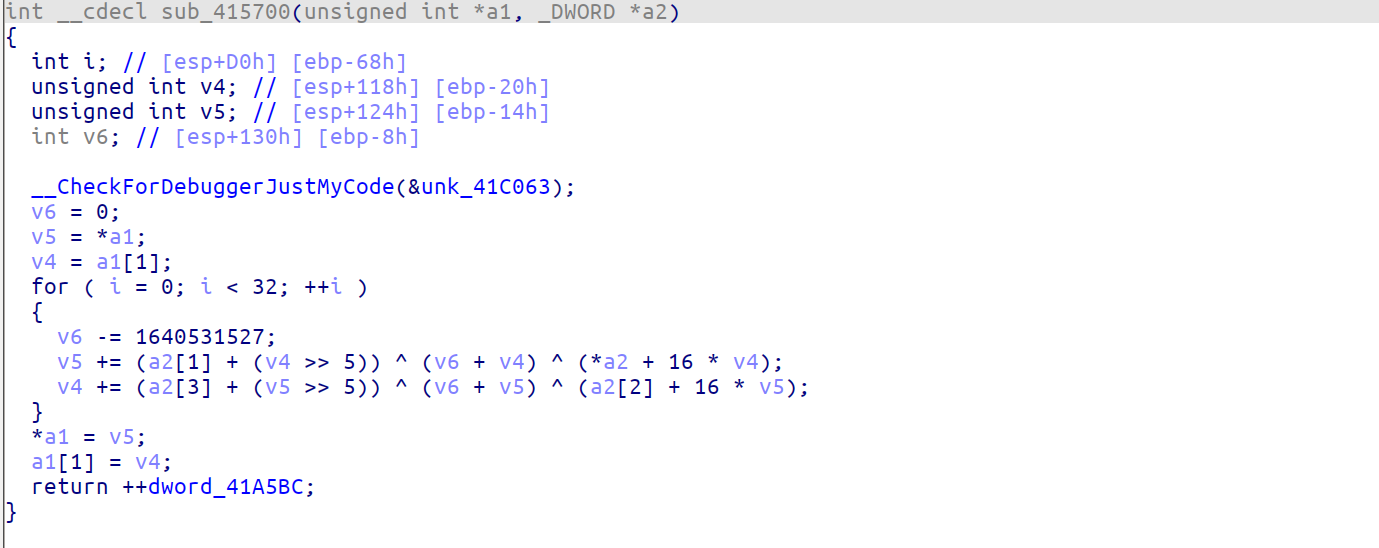 int __cdecl sub_415700(unsigned int *a1, _DWORD *a2)
{
  int i; // [esp+D0h] [ebp-68h]
  unsigned int v4; // [esp+118h] [ebp-20h]
  unsigned int v5; // [esp+124h] [ebp-14h]
  int v6; // [esp+130h] [ebp-8h]

  __CheckForDebuggerJustMyCode(&unk_41C063);
  v6 = 0;
  v5 = *a1;
  v4 = a1[1];
  for ( i = 0; i < 32; ++i )
  {
    v6 -= 1640531527;
    v5 += (a2[1] + (v4 >> 5)) ^ (v6 + v4) ^ (*a2 + 16 * v4);
    v4 += (a2[3] + (v5 >> 5)) ^ (v6 + v5) ^ (a2[2] + 16 * v5);
  }
  *a1 = v5;
  a1[1] = v4;
  return ++dword_41A5BC;
}